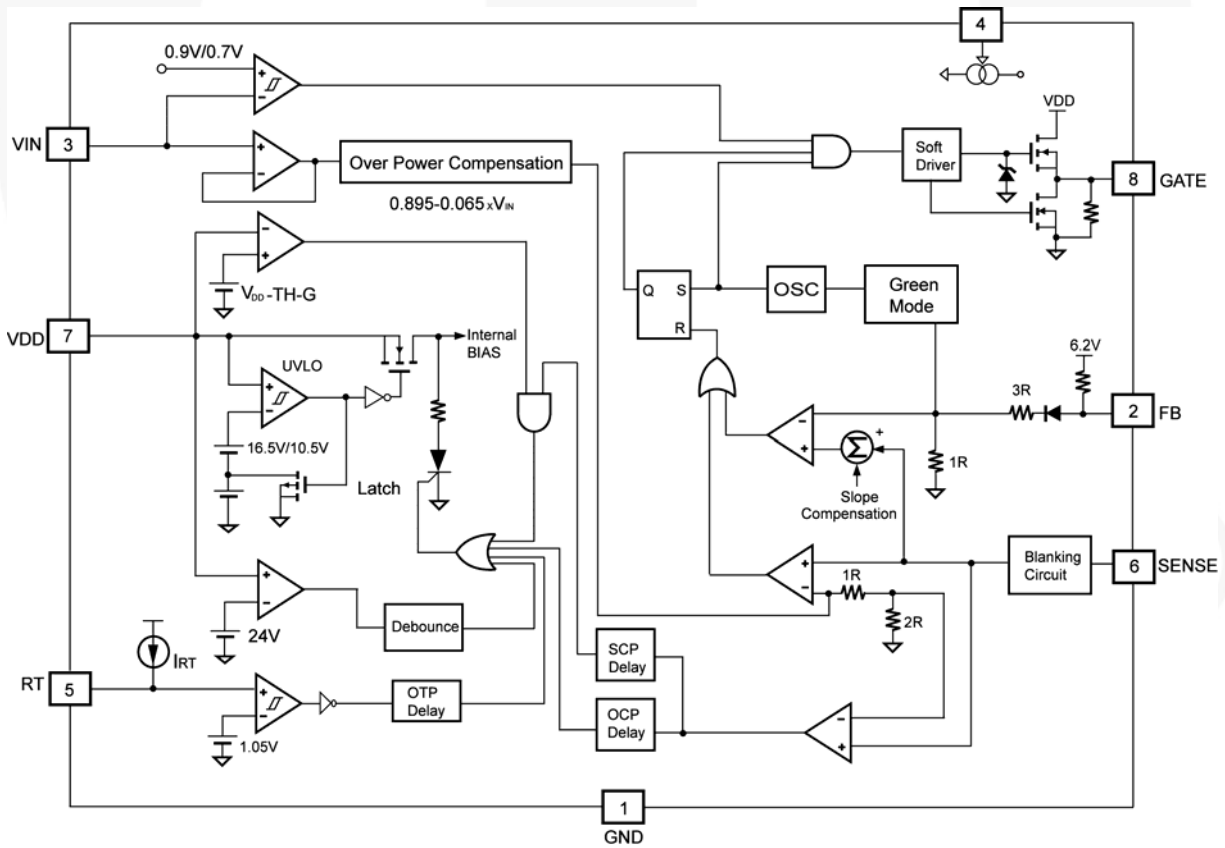 4
0.9V/0.7V
VDD
VIN
3
Over Power Compensation
0.895-0.065xVIN
Soft
Driver
8
GATE
VDD-TH-G
Q
S
R
OSC
Green
Mode
VDD
7
Internal
BIAS
UVLO
6.2V
3R
2
FB
16.5V/10.5V
+
Σ
1R
Latch
Slope
Compensation
Blanking
Circuit
6
SENSE
1R
2R
24V
Debounce
SCP
Delay
IRT
RT
5
OTP
Delay
OCP
Delay
1.05V
1
GND